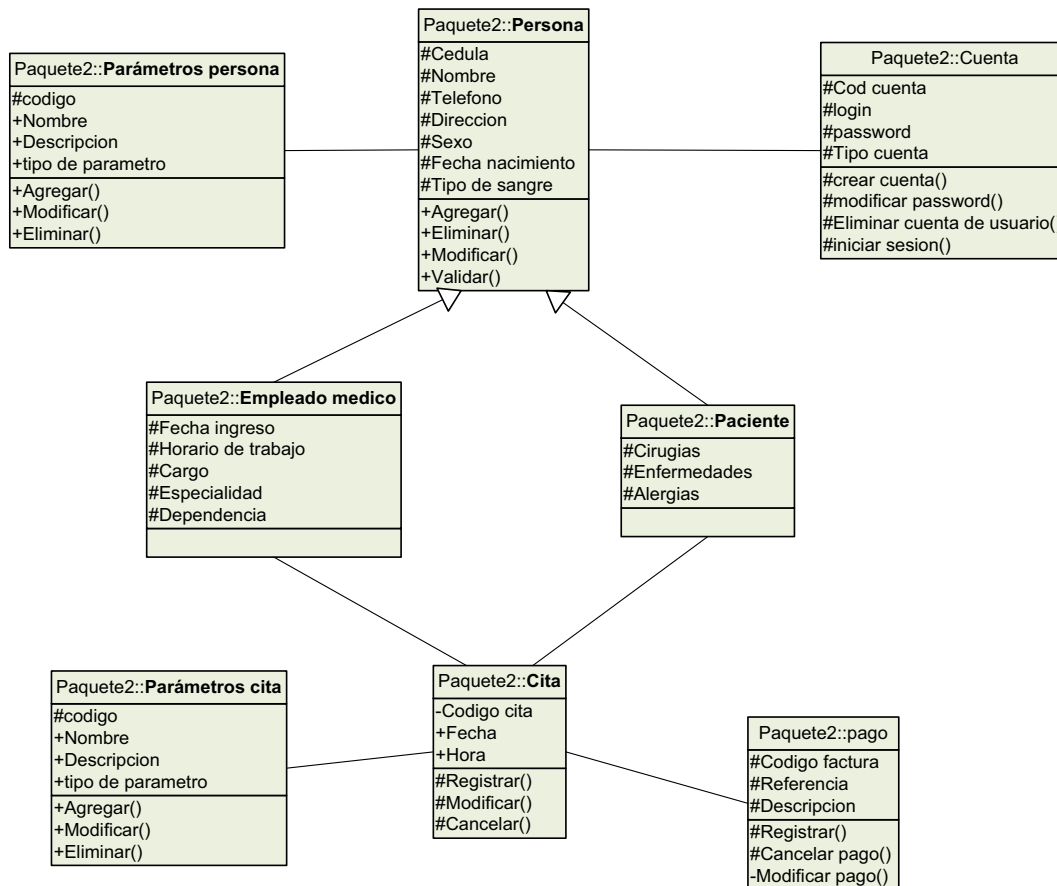 Paquete2::Persona
#Cedula
#Nombre
#Telefono
#Direccion
#Sexo
#Fecha nacimiento
#Tipo de sangre
+Agregar()
+Eliminar()
+Modificar()
+Validar()
Paquete2::Parámetros persona
#codigo
+Nombre
+Descripcion
+tipo de parametro
+Agregar()
+Modificar()
+Eliminar()
Paquete2::Cuenta
#Cod cuenta
#login
#password
#Tipo cuenta
#crear cuenta()
#modificar password()
#Eliminar cuenta de usuario(
#iniciar sesion()
Paquete2::Empleado medico
#Fecha ingreso
#Horario de trabajo
#Cargo
#Especialidad
#Dependencia
Paquete2::Paciente
#Cirugias
#Enfermedades
#Alergias
Paquete2::Parámetros cita
#codigo
+Nombre
+Descripcion
+tipo de parametro
+Agregar()
+Modificar()
+Eliminar()
Paquete2::Cita
-Codigo cita
+Fecha
+Hora
#Registrar()
#Modificar()
#Cancelar()
Paquete2::pago
#Codigo factura
#Referencia
#Descripcion
#Registrar()
#Cancelar pago()
-Modificar pago()